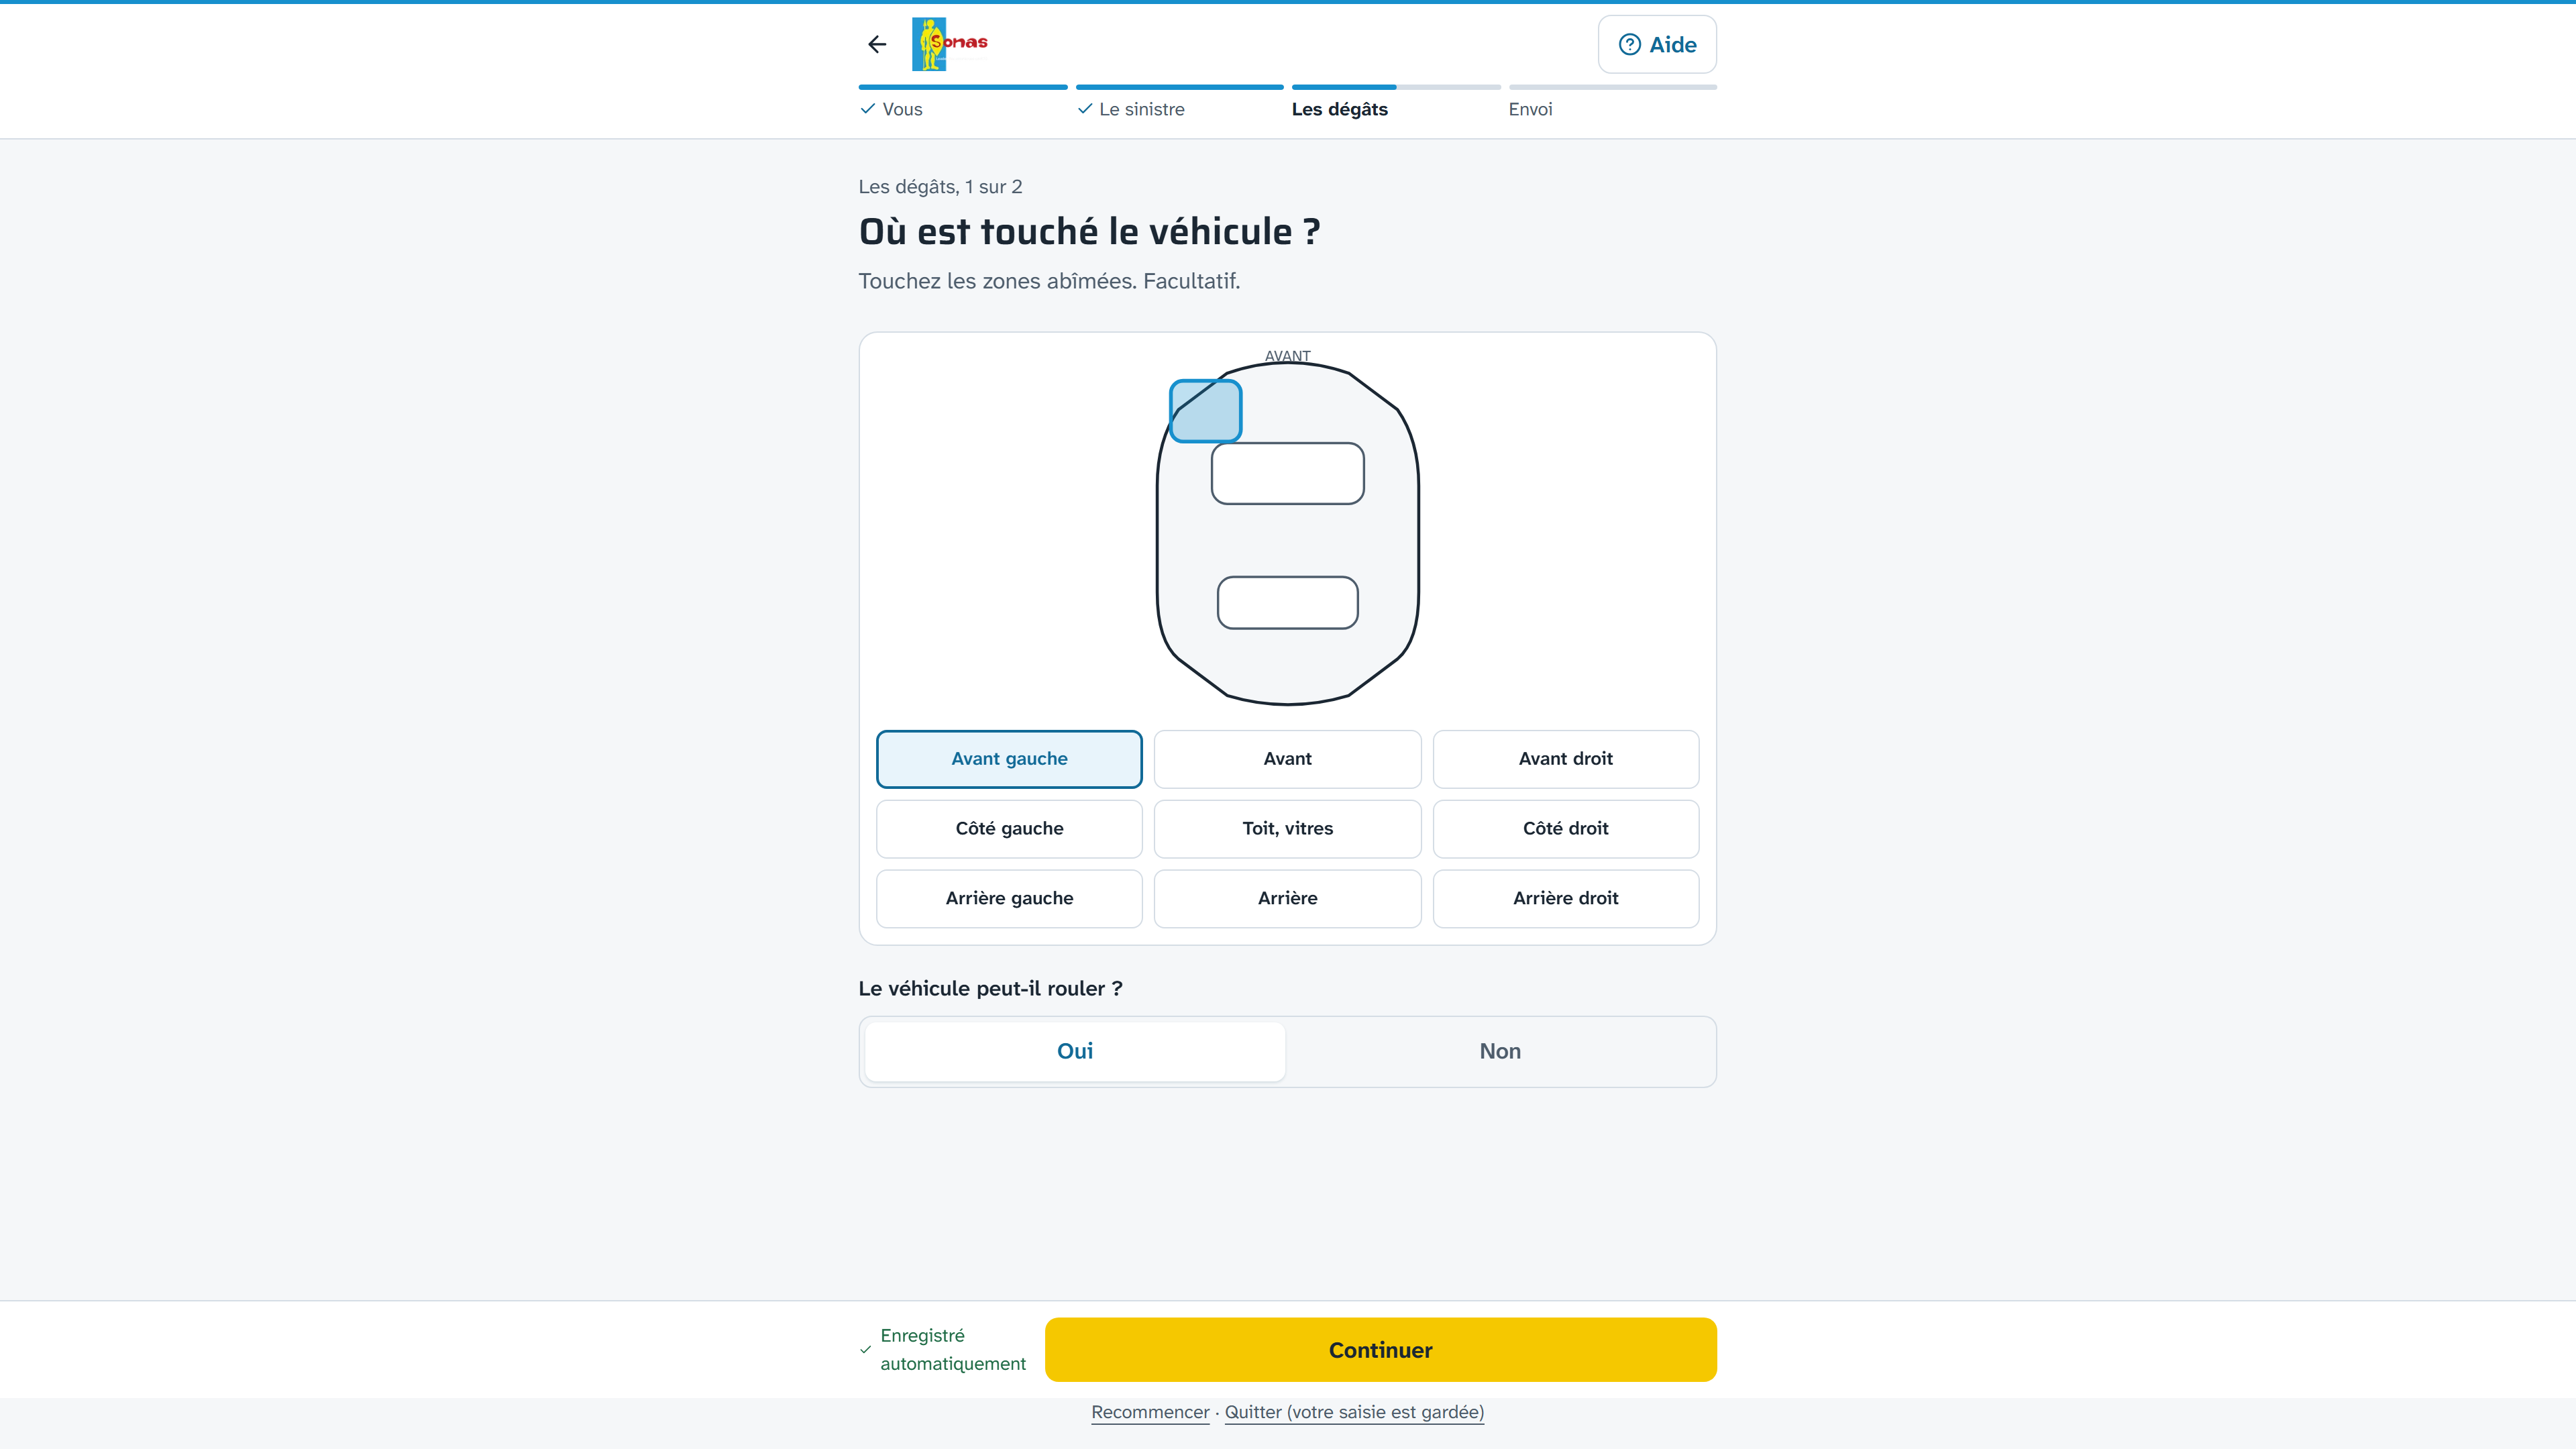 Sonas
Aide
Vous
Le sinistre
Les dégâts
Envoi
Les dégâts, 1 sur 2
Où est touché le véhicule ?
Touchez les zones abîmées. Facultatif.
AVANT
Avant gauche
Avant
Avant droit
Côté gauche
Toit, vitres
Côté droit
Arrière gauche
Arrière
Arrière droit
Le véhicule peut-il rouler ?
Oui
Non
Enregistré
automatiquement
Continuer
Recommencer · Quitter (votre saisie est gardée)